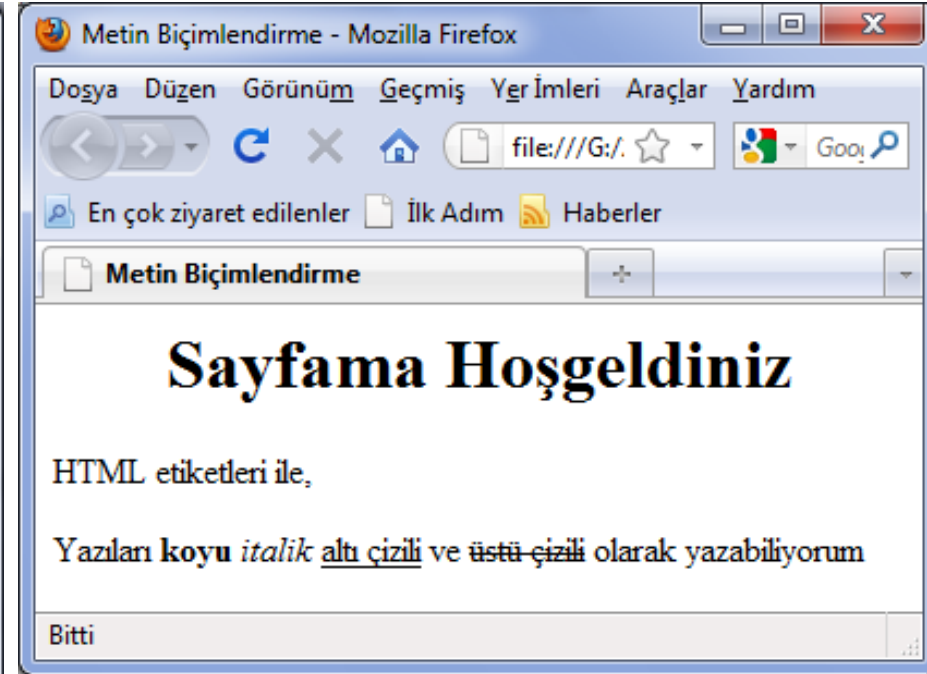 Metin Biçimlendirme - Mozilla Firefox
Dosya Düzen Görünüm Geçmiş Yer İmleri Araçlar Yardım
file:///G:/.
En çok ziyaret edilenler İlk Adım Haberler
Metin Biçimlendirme
Sayfama Hoşgeldiniz
HTML etiketleri ile,
Yazıları koyu italik altı çizili ve üstü çizili olarak yazabiliyorum
Bitti